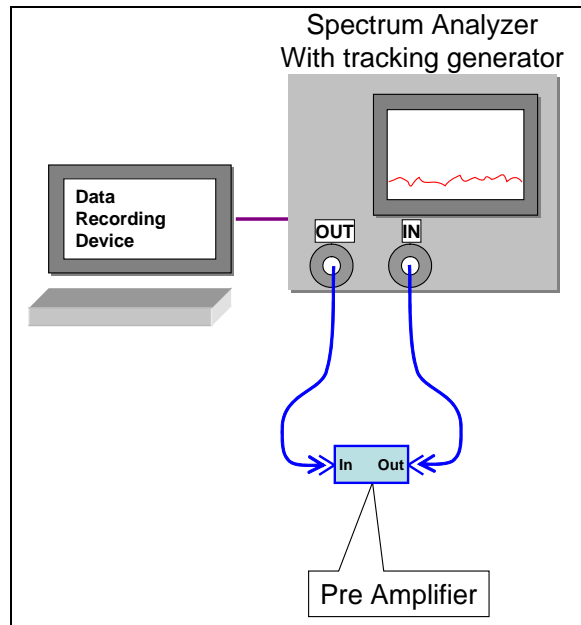 Spectrum Analyzer
With tracking generator
Data
Recording
Device
OUT
IN
In
Out
Pre Amplifier